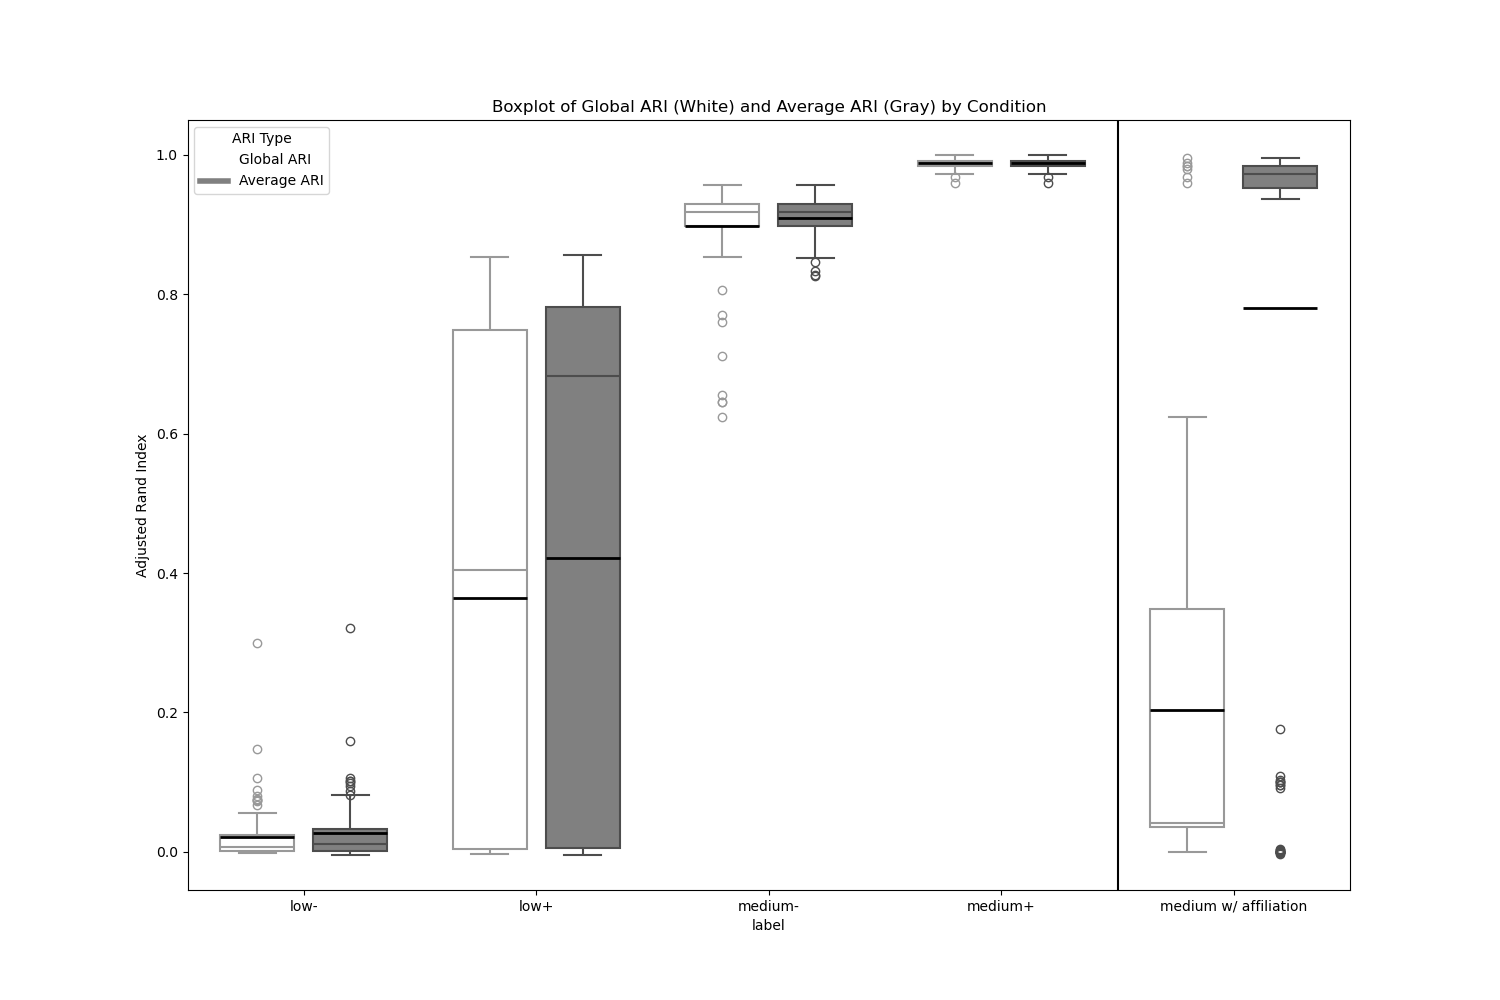 Boxplot of Global ARI (White) and Average ARI (Gray) by Condition
ARI Type
Global ARI
Average ARI
1.0
0.8
0.6
0.4
0.2
0.0
Adjusted Rand Index
low-
low+
medium-
medium+
medium w/ affiliation
label